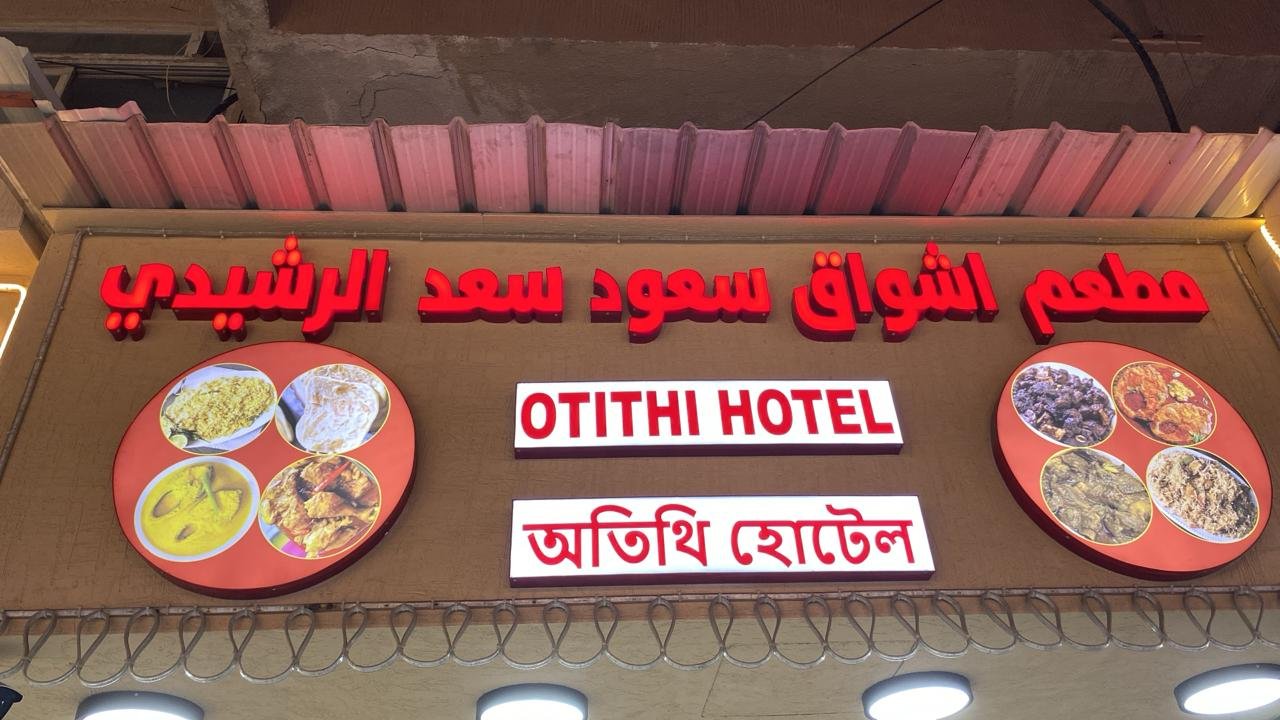 مطعم اشواق سعود سعد الرشيدي
OTITHI HOTEL
অতিথি হোটেল